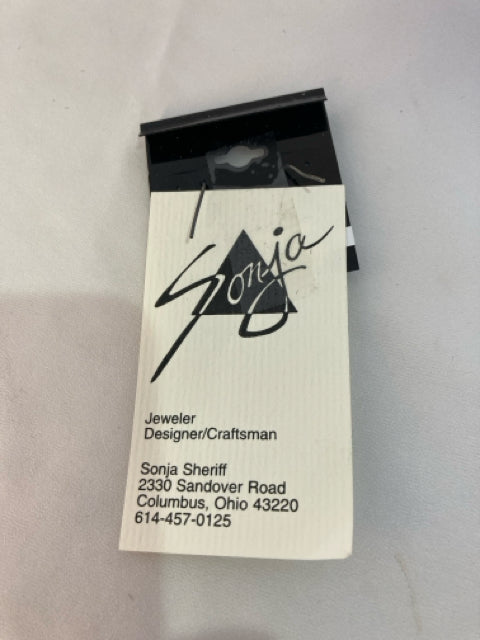 Sonja
Jeweler
Designer/Craftsman
Sonja Sheriff
2330 Sandover Road
Columbus, Ohio 43220
614-457-0125